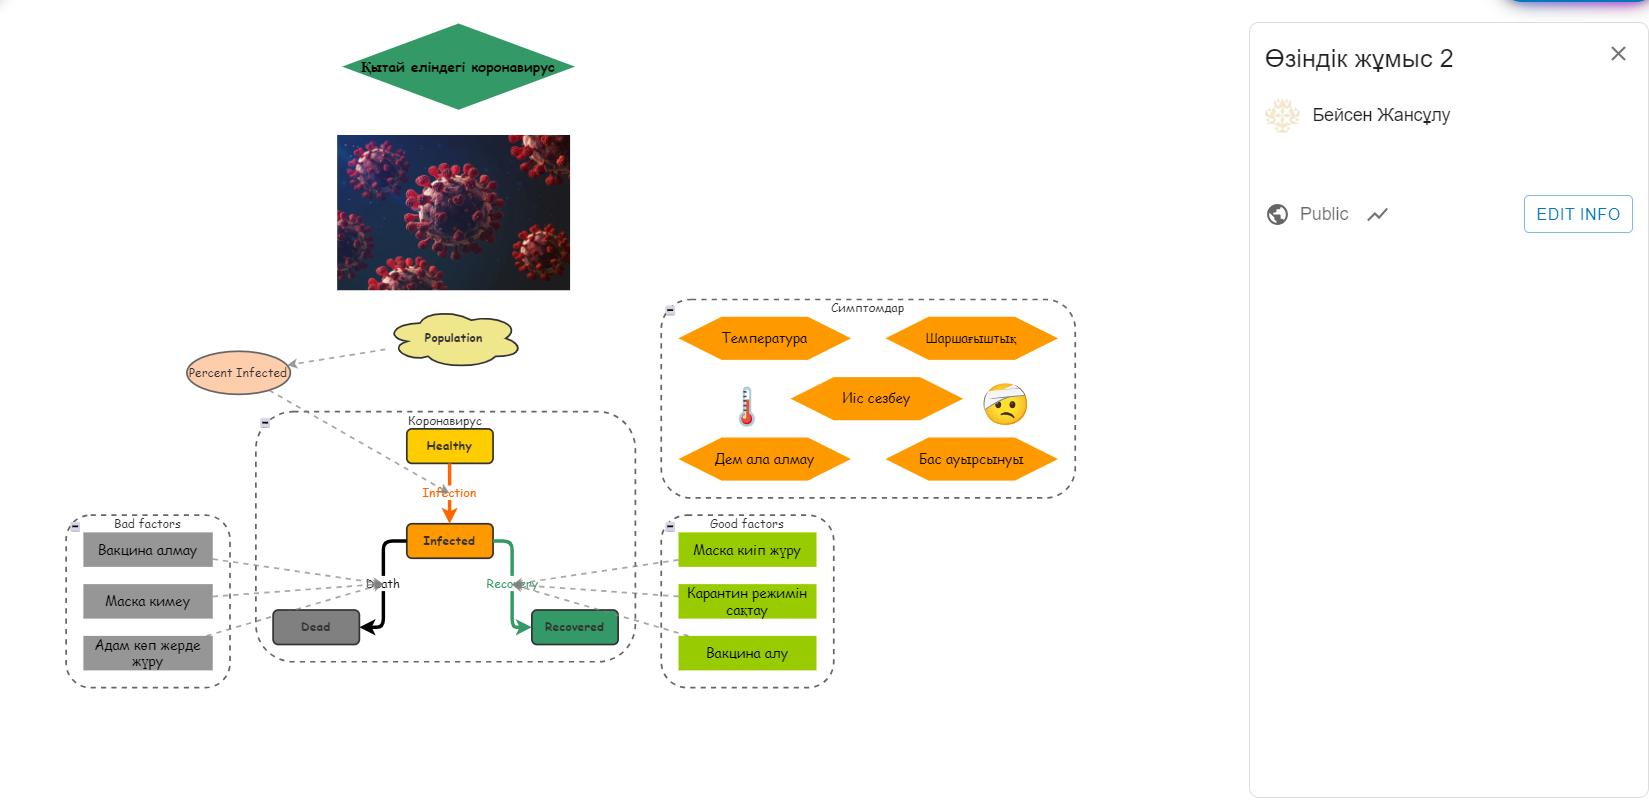 Қытай еліндегі коронавирус
Population
Percent Infected
Коронавирус
Healthy
Infection
Infected
Death
Recovery
Dead
Recovered
Bad factors
Вакцина алмау
Маска кимеу
Адам көп жерде
жүру
Симптомдар
Температура
Шаршағыштық
Иіс сезбеу
Дем ала алмау
Бас ауырсынуы
Good factors
Маска киіп жүру
Карантин режимін
сақтау
Вакцина алу
Өзіндік жұмыс 2
Бейсен Жансұлу
Public
EDIT INFO